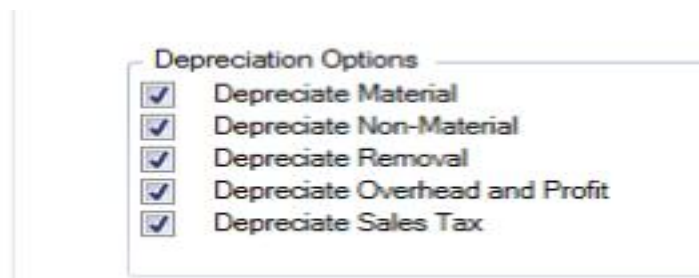 Depreciation Options
Depreciate Material
Depreciate Non-Material
Depreciate Removal
Depreciate Overhead and Profit
Depreciate Sales Tax